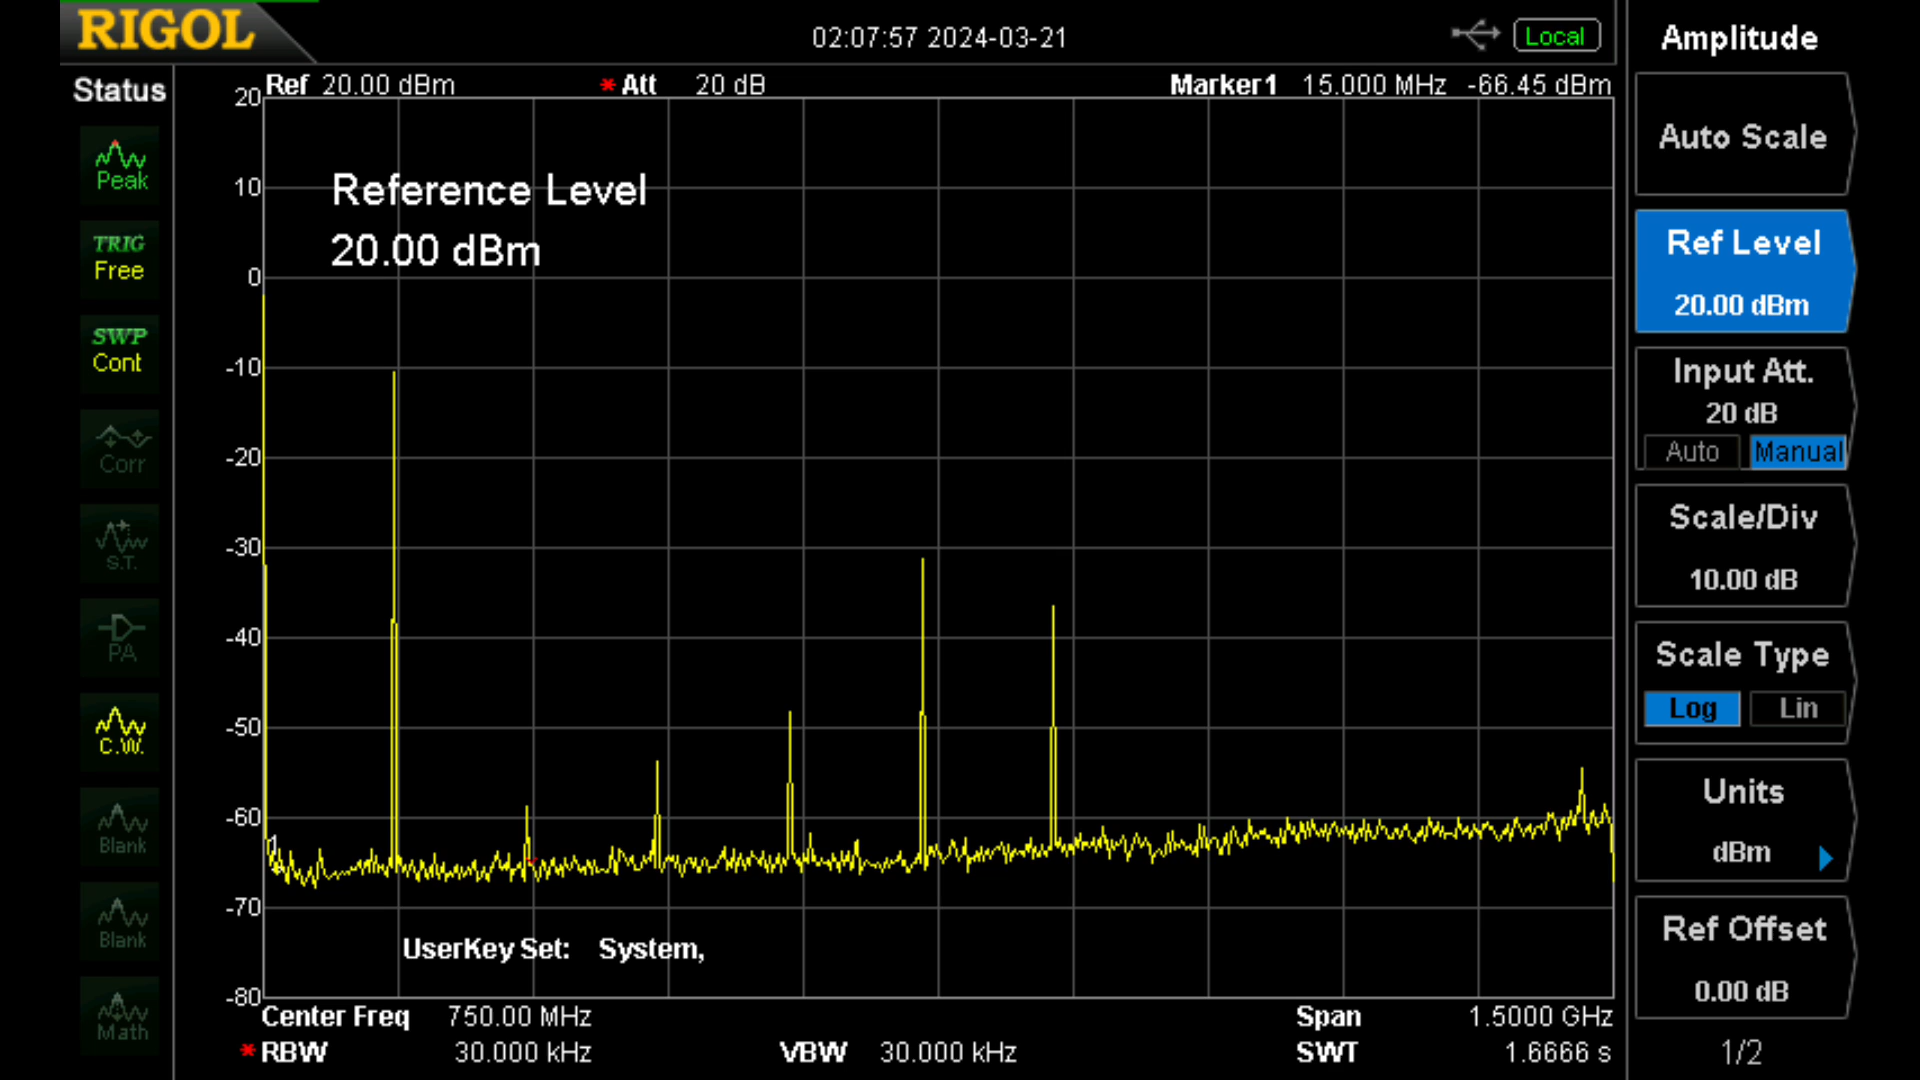 RIGOL
02:07:57 2024-03-21
Local
Amplitude
Status
Ref 20.00 dBm
* Att 20 dB
Marker1 15.000 MHz -66.45 dBm
20
10
0
-10
-20
-30
-40
-50
-60
-70
-80
Reference Level
20.00 dBm
1
UserKey Set: System,
Center Freq 750.00 MHz
Span 1.5000 GHz
* RBW 30.000 kHz
VBW 30.000 kHz
SWT 1.6666 s
Peak
TRIG
Free
SWP
Cont
Corr
S.T.
PA
C.W.
Blank
Blank
Math
Auto Scale
Ref Level
20.00 dBm
Input Att.
20 dB
Auto Manual
Scale/Div
10.00 dB
Scale Type
Log Lin
Units
dBm
Ref Offset
0.00 dB
1/2